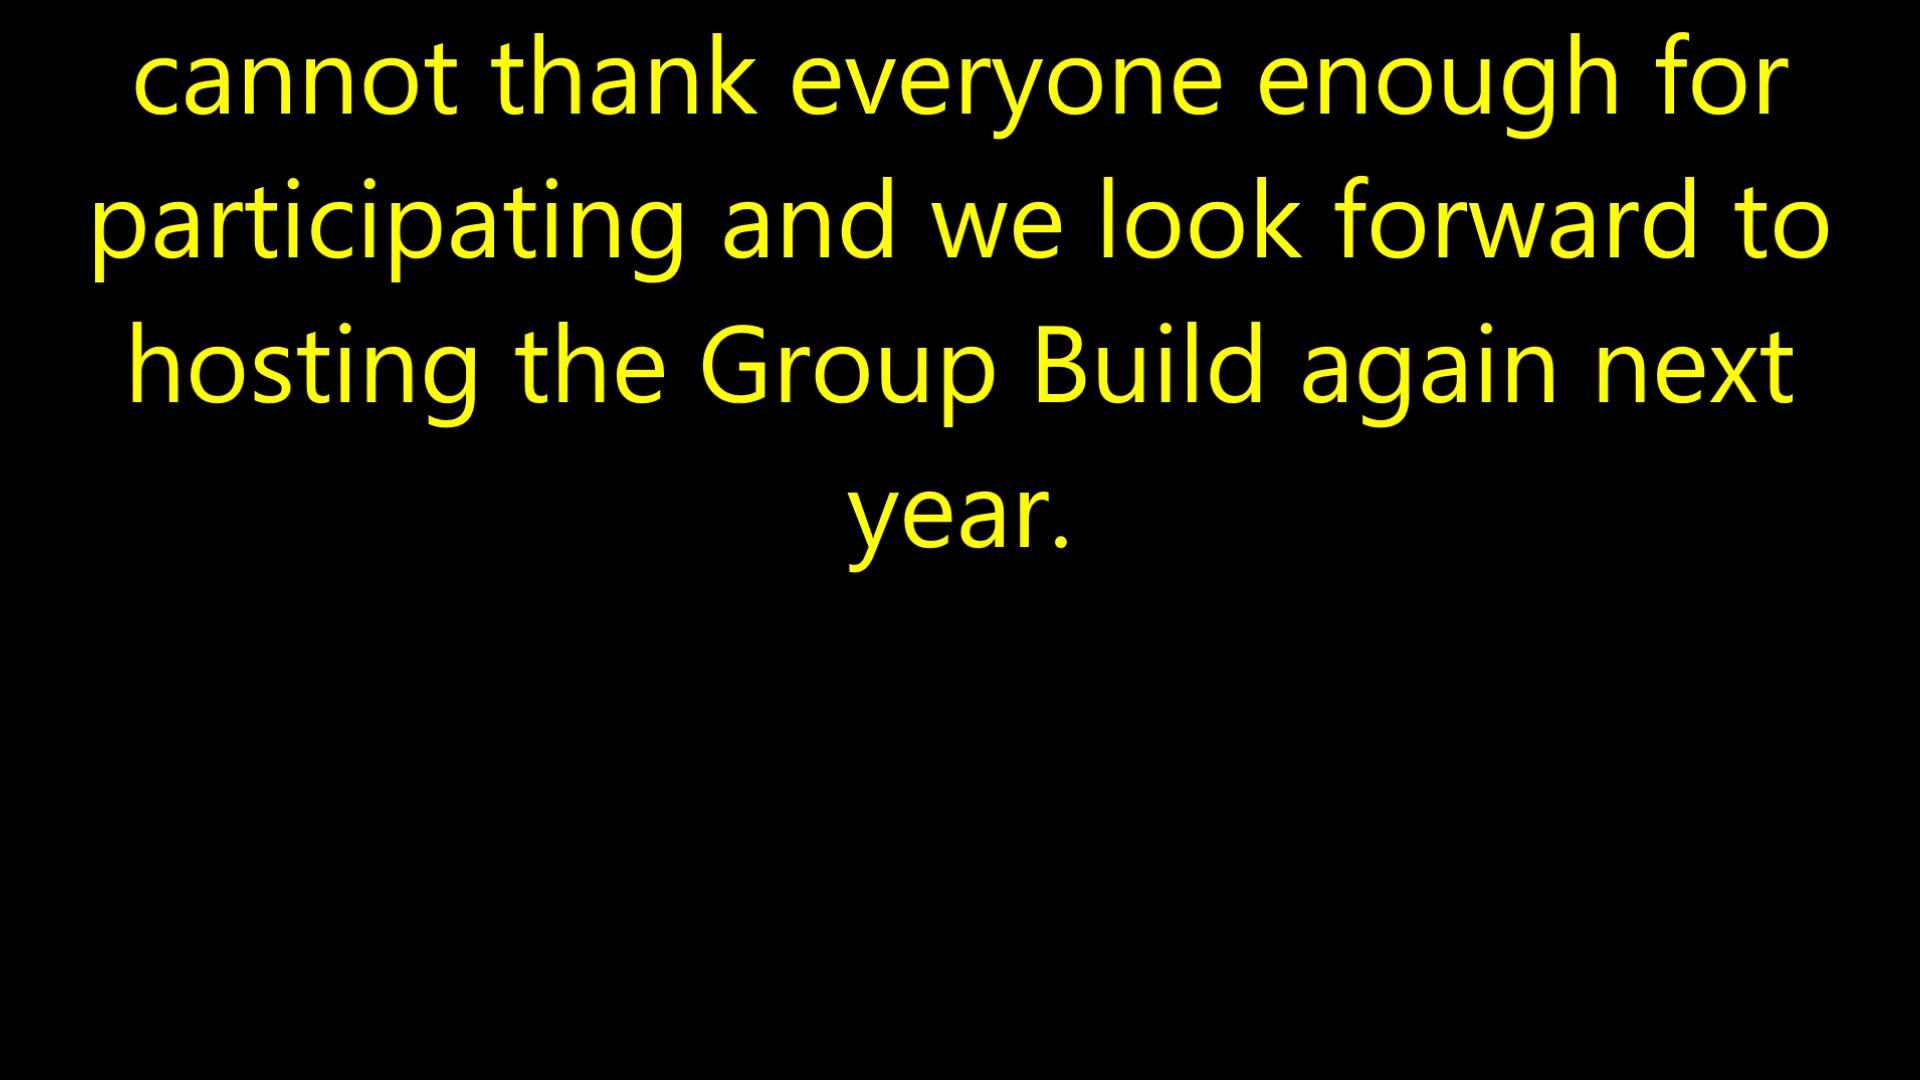 cannot thank everyone enough for
participating and we look forward to
hosting the Group Build again next
year.